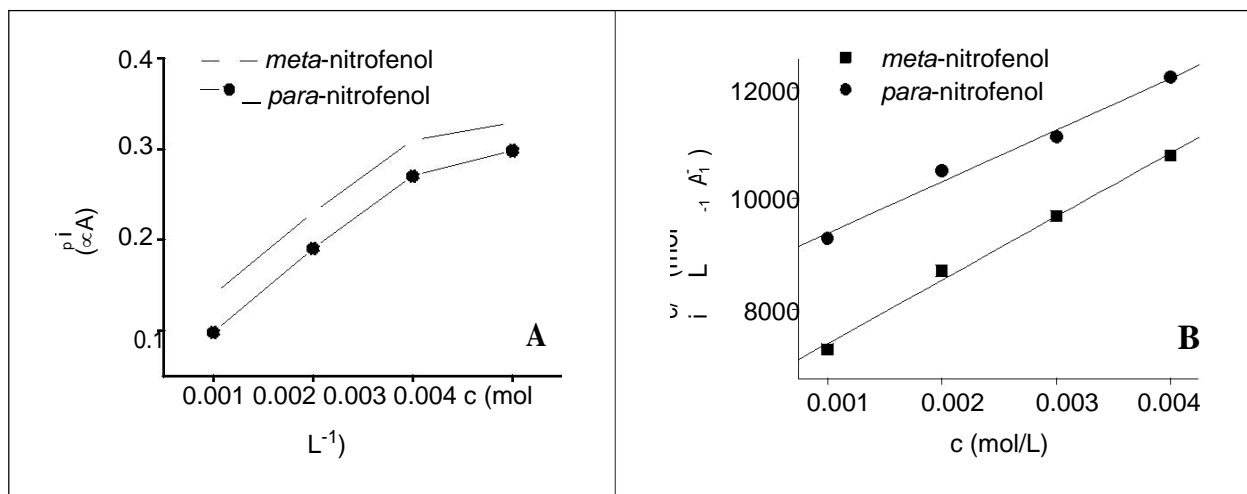 0.4
meta-nitrofenol
para-nitrofenol
0.3
0.2
0.1
p i
(∝A)
A
0.001 0.002 0.003 0.004 c (mol
L-1)
meta-nitrofenol
para-nitrofenol
12000
10000
8000
B
0.001 0.002 0.003 0.004
c (mol/L)